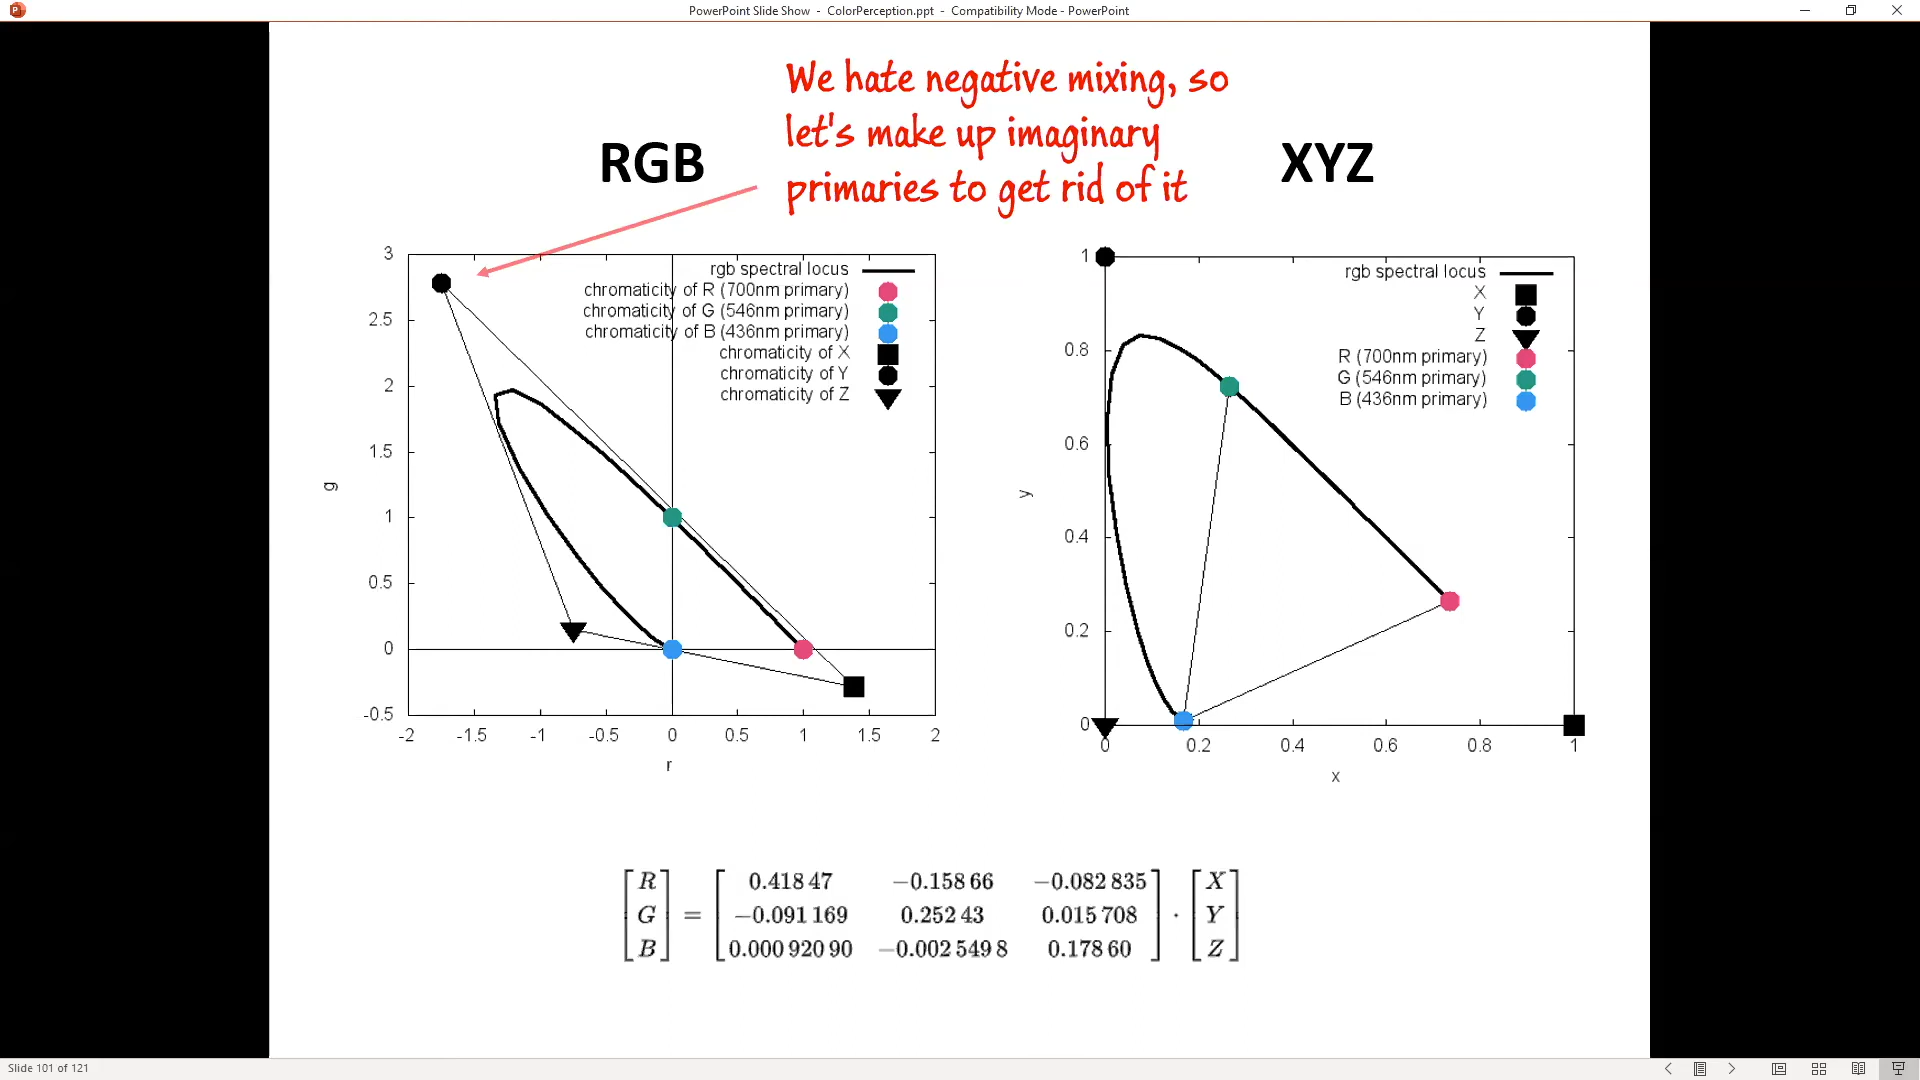 PowerPoint Slide Show - ColorPerception.ppt - Compatibility Mode - PowerPoint
We hate negative mixing, so
let's make up imaginary
primaries to get rid of it
RGB
XYZ
rgb spectral locus
chromaticity of R (700nm primary)
chromaticity of G (546nm primary)
chromaticity of B (436nm primary)
chromaticity of X
chromaticity of Y
chromaticity of Z
3
2.5
2
1.5
1
0.5
0
-0.5
g
-2 -1.5 -1 -0.5 0 0.5 1 1.5 2
r
rgb spectral locus
X
Y
Z
R (700nm primary)
G (546nm primary)
B (436nm primary)
1
0.8
0.6
0.4
0.2
0
y
0 0.2 0.4 0.6 0.8 1
x
R 0.418 47 −0.158 66 −0.082 835 X
G = −0.091 169 0.252 43 0.015 708 · Y
B 0.000 920 90 −0.002 549 8 0.178 60 Z
Slide 101 of 121